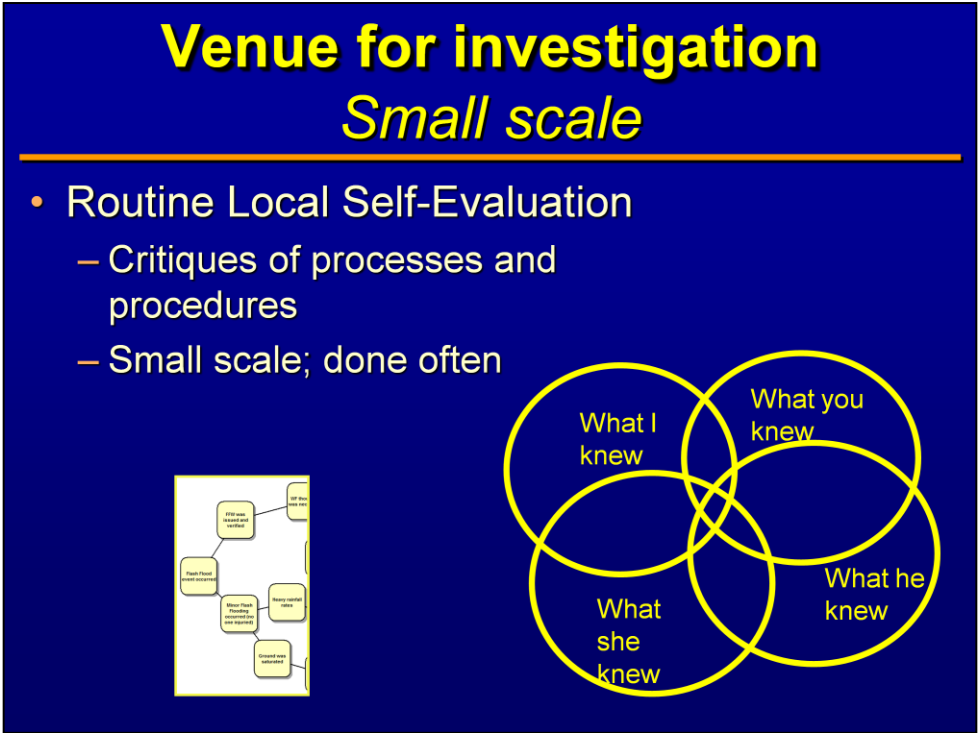 Venue for investigation
Small scale
• Routine Local Self-Evaluation
– Critiques of processes and
procedures
– Small scale; done often
What I
knew
What you
knew
What he
knew
What
she
knew
FFW was
issued and
verified
Flash Flood
event occurred
Minor Flash
Flooding
occurred (no
one injured)
Heavy rainfall
rates
Ground was
saturated